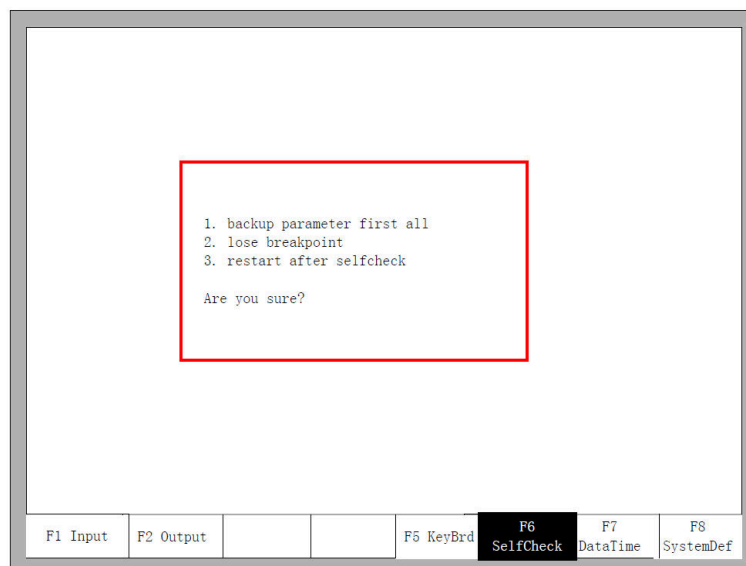 1. backup parameter first all
2. lose breakpoint
3. restart after selfcheck
Are you sure?
F1 Input F2 Output F5 KeyBrd F6 SelfCheck F7 DataTime F8 SystemDef